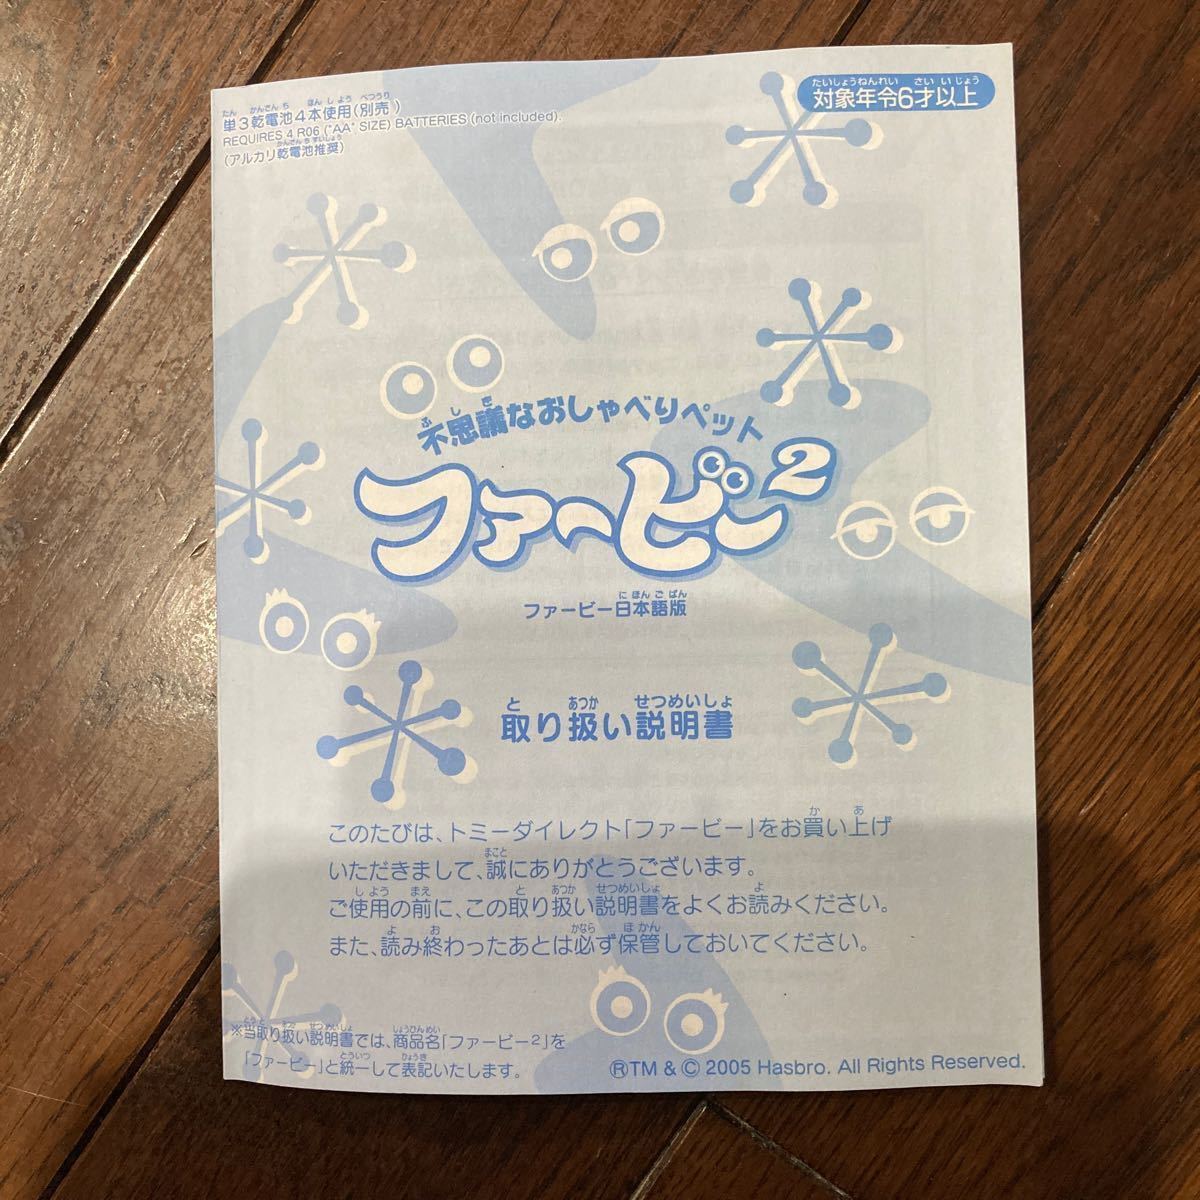 単3乾電池4本使用(別売)
REQUIRES 4 R06 ("AA" SIZE) BATTERIES (not included).
(アルカリ乾電池推奨)
対象年令6才以上
不思議なおしゃべりペット
ファービー2
ファービー日本語版
取り扱い説明書
このたびは、トミーダイレクト「ファービー」をお買い上げ
いただきまして、誠にありがとうございます。
ご使用の前に、この取り扱い説明書をよくお読みください。
また、読み終わったあとは必ず保管しておいてください。
※当取り扱い説明書では、商品名「ファービー2」を
「ファービー」と統一して表記いたします。
®TM & © 2005 Hasbro. All Rights Reserved.